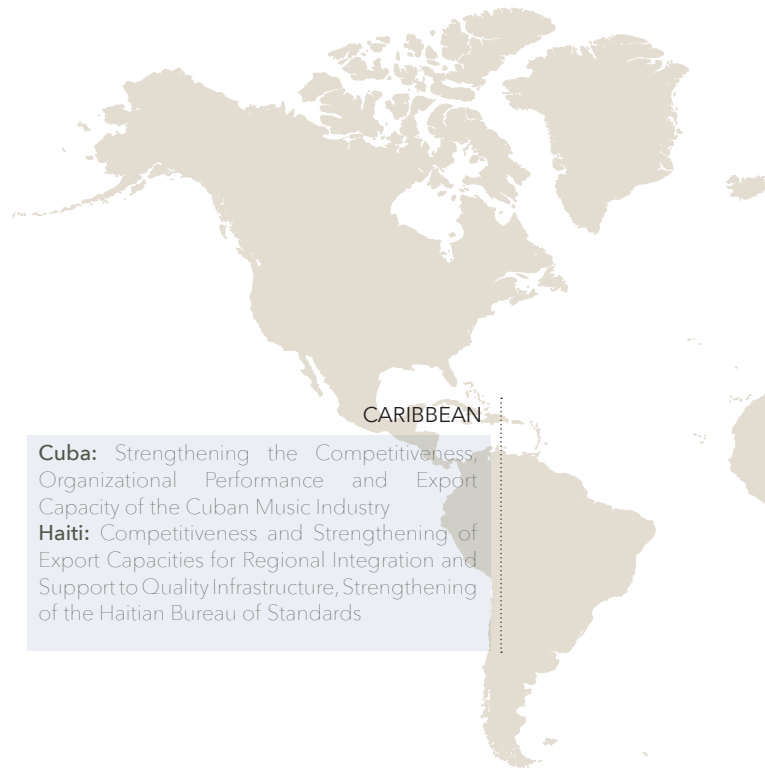 CARIBBEAN
Cuba: Strengthening the Competitiveness,
Organizational Performance and Export
Capacity of the Cuban Music Industry
Haiti: Competitiveness and Strengthening of
Export Capacities for Regional Integration and
Support to Quality Infrastructure, Strengthening
of the Haitian Bureau of Standards